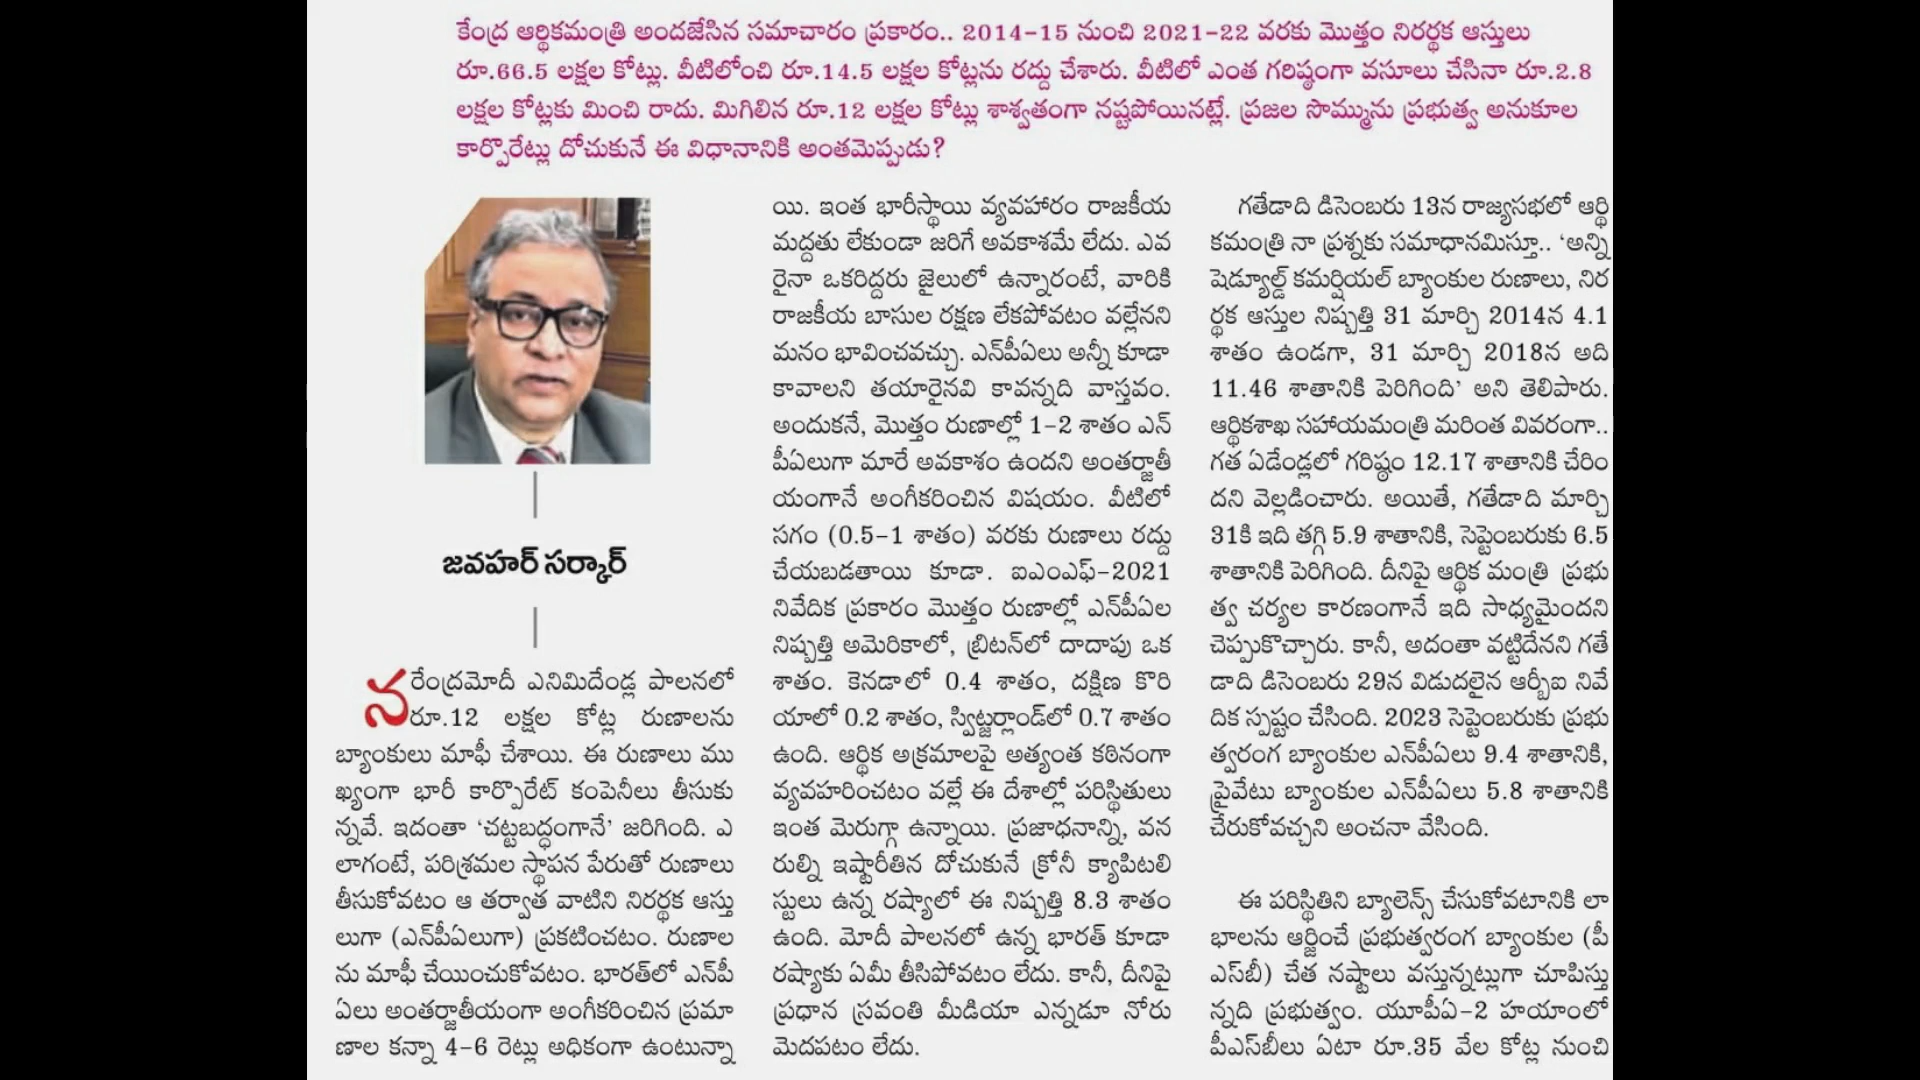 కేంద్ర ఆర్థికమంత్రి అందజేసిన సమాచారం ప్రకారం.. 2014-15 నుంచి 2021-22 వరకు మొత్తం నిరర్థక ఆస్తులు
రూ.66.5 లక్షల కోట్లు. వీటిలోంచి రూ.14.5 లక్షల కోట్లను రద్దు చేశారు. వీటిలో ఎంత గరిష్ఠంగా వసూలు చేసినా రూ.2.8
లక్షల కోట్లకు మించి రాదు. మిగిలిన రూ.12 లక్షల కోట్లు శాశ్వతంగా నష్టపోయినట్లే. ప్రజల సొమ్మును ప్రభుత్వ అనుకూల
కార్పొరేట్లు దోచుకునే ఈ విధానానికి అంతమెప్పుడు?
జవహర్ సర్కార్
నరేంద్రమోదీ ఎనిమిదేండ్ల పాలనలో
రూ.12 లక్షల కోట్ల రుణాలను
బ్యాంకులు మాఫీ చేశాయి. ఈ రుణాలు ము
ఖ్యంగా భారీ కార్పొరేట్ కంపెనీలు తీసుకు
న్నవే. ఇదంతా ‘చట్టబద్ధంగానే’ జరిగింది. ఎ
లాగంటే, పరిశ్రమల స్థాపన పేరుతో రుణాలు
తీసుకోవటం ఆ తర్వాత వాటిని నిరర్థక ఆస్తు
లుగా (ఎన్‌పీఏలుగా) ప్రకటించటం. రుణాల
ను మాఫీ చేయించుకోవటం. భారత్‌లో ఎన్‌పీ
ఏలు అంతర్జాతీయంగా అంగీకరించిన ప్రమా
ణాల కన్నా 4-6 రెట్లు అధికంగా ఉంటున్నా
యి. ఇంత భారీస్థాయి వ్యవహారం రాజకీయ
మద్దతు లేకుండా జరిగే అవకాశమే లేదు. ఎవ
రైనా ఒకరిద్దరు జైలులో ఉన్నారంటే, వారికి
రాజకీయ బాసుల రక్షణ లేకపోవటం వల్లేనని
మనం భావించవచ్చు. ఎన్‌పీఏలు అన్నీ కూడా
కావాలని తయారైనవి కావన్నది వాస్తవం.
అందుకనే, మొత్తం రుణాల్లో 1-2 శాతం ఎన్
పీఏలుగా మారే అవకాశం ఉందని అంతర్జాతీ
యంగానే అంగీకరించిన విషయం. వీటిలో
సగం (0.5-1 శాతం) వరకు రుణాలు రద్దు
చేయబడతాయి కూడా. ఐఎంఎఫ్-2021
నివేదిక ప్రకారం మొత్తం రుణాల్లో ఎన్‌పీఏల
నిష్పత్తి అమెరికాలో, బ్రిటన్‌లో దాదాపు ఒక
శాతం. కెనడాలో 0.4 శాతం, దక్షిణ కొరి
యాలో 0.2 శాతం, స్విట్జర్లాండ్‌లో 0.7 శాతం
ఉంది. ఆర్థిక అక్రమాలపై అత్యంత కఠినంగా
వ్యవహరించటం వల్లే ఈ దేశాల్లో పరిస్థితులు
ఇంత మెరుగ్గా ఉన్నాయి. ప్రజాధనాన్ని, వన
రుల్ని ఇష్టారీతిన దోచుకునే క్రోనీ క్యాపిటలి
స్టులు ఉన్న రష్యాలో ఈ నిష్పత్తి 8.3 శాతం
ఉంది. మోదీ పాలనలో ఉన్న భారత్ కూడా
రష్యాకు ఏమీ తీసిపోవటం లేదు. కానీ, దీనిపై
ప్రధాన స్రవంతి మీడియా ఎన్నడూ నోరు
మెదపటం లేదు.
గతేడాది డిసెంబరు 13న రాజ్యసభలో ఆర్థి
కమంత్రి నా ప్రశ్నకు సమాధానమిస్తూ.. ‘అన్ని
షెడ్యూల్డ్ కమర్షియల్ బ్యాంకుల రుణాలు, నిర
ర్థక ఆస్తుల నిష్పత్తి 31 మార్చి 2014న 4.1
శాతం ఉండగా, 31 మార్చి 2018న అది
11.46 శాతానికి పెరిగింది’ అని తెలిపారు.
ఆర్థికశాఖ సహాయమంత్రి మరింత వివరంగా..
గత ఏడేండ్లలో గరిష్ఠం 12.17 శాతానికి చేరిం
దని వెల్లడించారు. అయితే, గతేడాది మార్చి
31కి ఇది తగ్గి 5.9 శాతానికి, సెప్టెంబరుకు 6.5
శాతానికి పెరిగింది. దీనిపై ఆర్థిక మంత్రి ప్రభు
త్వ చర్యల కారణంగానే ఇది సాధ్యమైందని
చెప్పుకొచ్చారు. కానీ, అదంతా వట్టిదేనని గతే
డాది డిసెంబరు 29న విడుదలైన ఆర్బీఐ నివే
దిక స్పష్టం చేసింది. 2023 సెప్టెంబరుకు ప్రభు
త్వరంగ బ్యాంకుల ఎన్‌పీఏలు 9.4 శాతానికి,
ప్రైవేటు బ్యాంకుల ఎన్‌పీఏలు 5.8 శాతానికి
చేరుకోవచ్చని అంచనా వేసింది.
ఈ పరిస్థితిని బ్యాలెన్స్ చేసుకోవటానికి లా
భాలను ఆర్జించే ప్రభుత్వరంగ బ్యాంకుల (పీ
ఎస్‌బీ) చేత నష్టాలు వస్తున్నట్లుగా చూపిస్తు
న్నది ప్రభుత్వం. యూపీఏ-2 హయాంలో
పీఎస్‌బీలు ఏటా రూ.35 వేల కోట్ల నుంచి